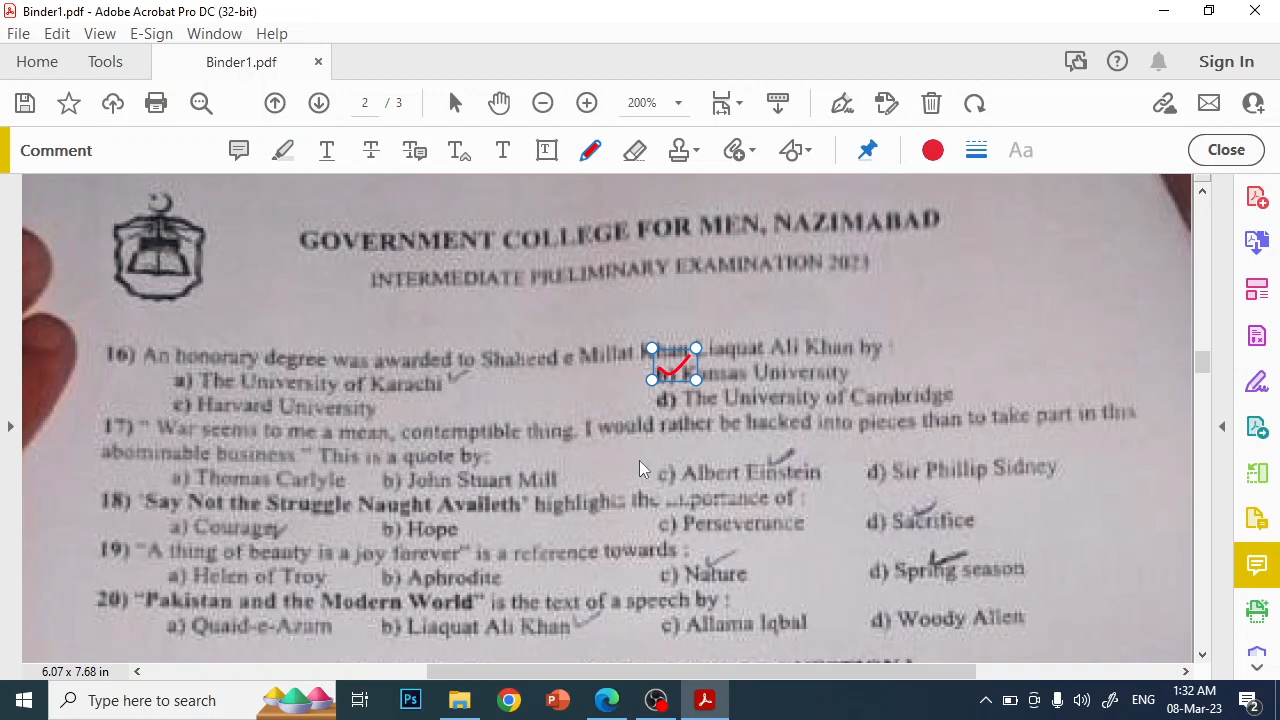 Binder1.pdf - Adobe Acrobat Pro DC (32-bit)
File Edit View E-Sign Window Help
Home Tools Binder1.pdf Sign In
2 / 3 200%
Comment Aa Close
GOVERNMENT COLLEGE FOR MEN, NAZIMABAD
INTERMEDIATE PRELIMINARY EXAMINATION 2023
16) An honorary degree was awarded to Shaheed e Millat Khan Liaquat Ali Khan by :
a) The University of Karachi b) Kansas University
c) Harvard University d) The University of Cambridge
17) " War seems to me a mean, contemptible thing. I would rather be hacked into pieces than to take part in this
abominable business " This is a quote by:
a) Thomas Carlyle b) John Stuart Mill c) Albert Einstein d) Sir Phillip Sidney
18) 'Say Not the Struggle Naught Availeth' highlights the importance of :
a) Courage b) Hope c) Perseverance d) Sacrifice
19) "A thing of beauty is a joy forever" is a reference towards :
a) Helen of Troy b) Aphrodite c) Nature d) Spring season
20) "Pakistan and the Modern World" is the text of a speech by :
a) Quaid-e-Azam b) Liaquat Ali Khan c) Allama Iqbal d) Woody Allen
6.07 x 7.68 in
Type here to search Ps ENG 1:32 AM
08-Mar-23 2